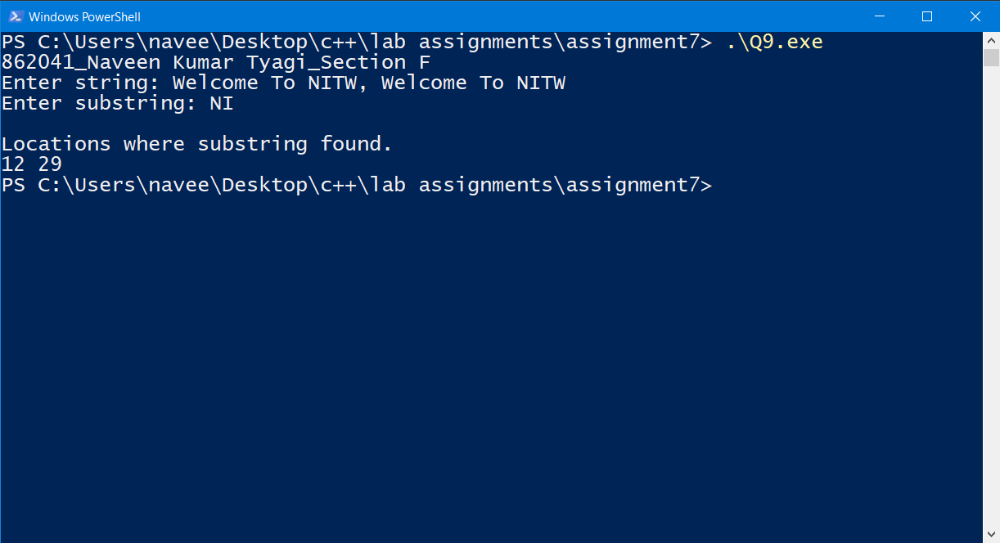 Windows PowerShell
PS C:\Users\navee\Desktop\c++\lab assignments\assignment7> .\Q9.exe
862041_Naveen Kumar Tyagi_Section F
Enter string: Welcome To NITW, Welcome To NITW
Enter substring: NI
Locations where substring found.
12 29
PS C:\Users\navee\Desktop\c++\lab assignments\assignment7>